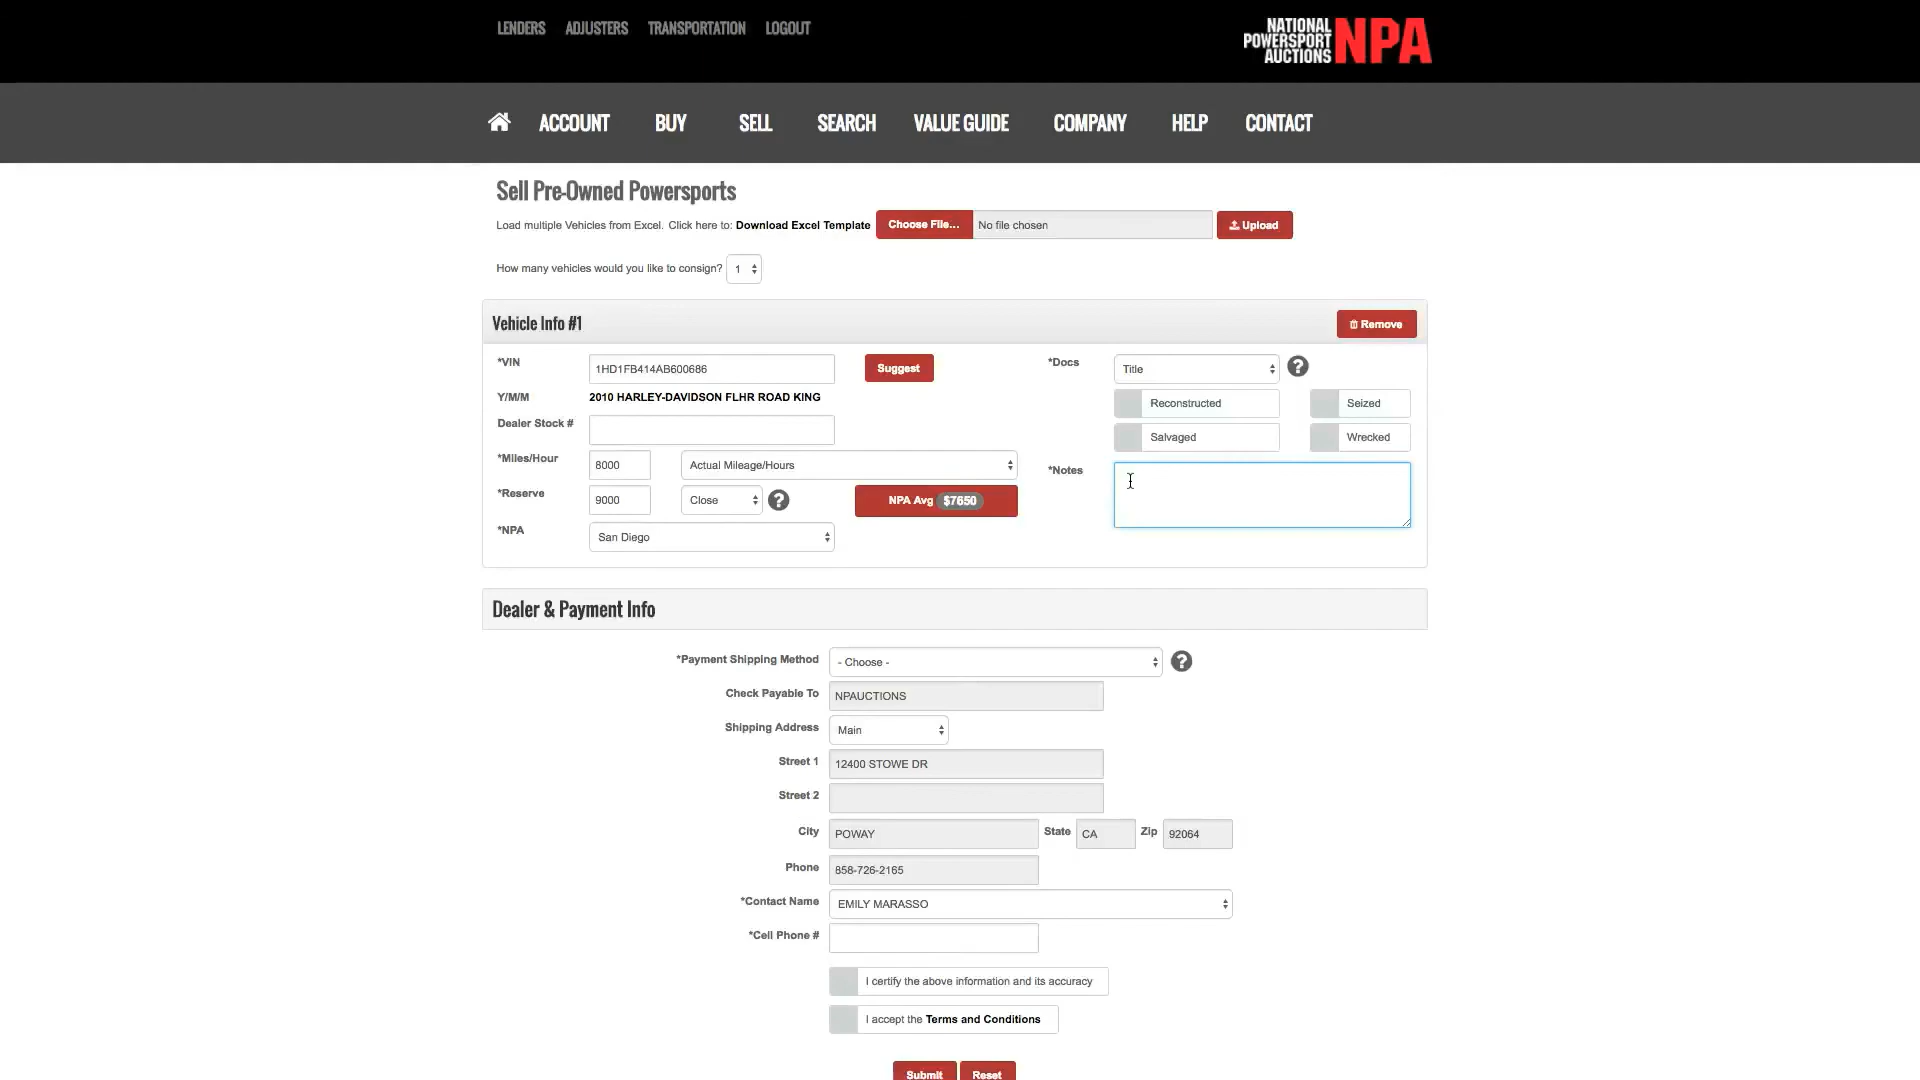 LENDERS ADJUSTERS TRANSPORTATION LOGOUT
NATIONAL POWERSPORT AUCTIONS NPA
ACCOUNT BUY SELL SEARCH VALUE GUIDE COMPANY HELP CONTACT
Sell Pre-Owned Powersports
Load multiple Vehicles from Excel. Click here to: Download Excel Template Choose File... No file chosen Upload
How many vehicles would you like to consign? 1
Vehicle Info #1 Remove
*VIN 1HD1FB414AB600686 Suggest *Docs Title ?
Y/M/M 2010 HARLEY-DAVIDSON FLHR ROAD KING Reconstructed Seized
Dealer Stock # Salvaged Wrecked
*Miles/Hour 8000 Actual Mileage/Hours *Notes
*Reserve 9000 Close ? NPA Avg $7650
*NPA San Diego
Dealer & Payment Info
*Payment Shipping Method - Choose - ?
Check Payable To NPAUCTIONS
Shipping Address Main
Street 1 12400 STOWE DR
Street 2
City POWAY State CA Zip 92064
Phone 858-726-2165
*Contact Name EMILY MARASSO
*Cell Phone #
I certify the above information and its accuracy
I accept the Terms and Conditions
Submit Reset